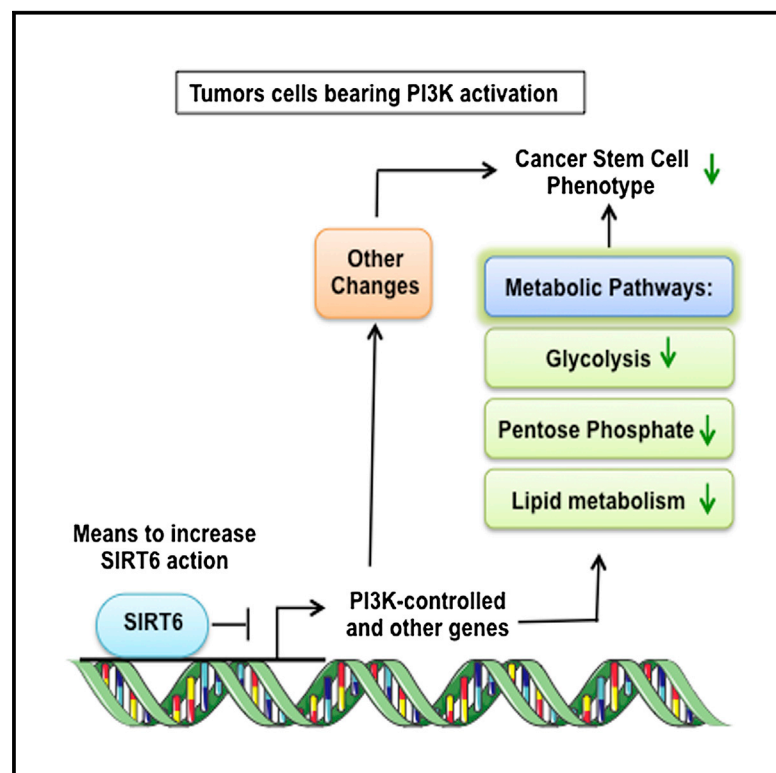 Tumors cells bearing PI3K activation
Cancer Stem Cell
Phenotype
Other
Changes
Metabolic Pathways:
Glycolysis
Pentose Phosphate
Lipid metabolism
Means to increase
SIRT6 action
SIRT6
PI3K-controlled
and other genes